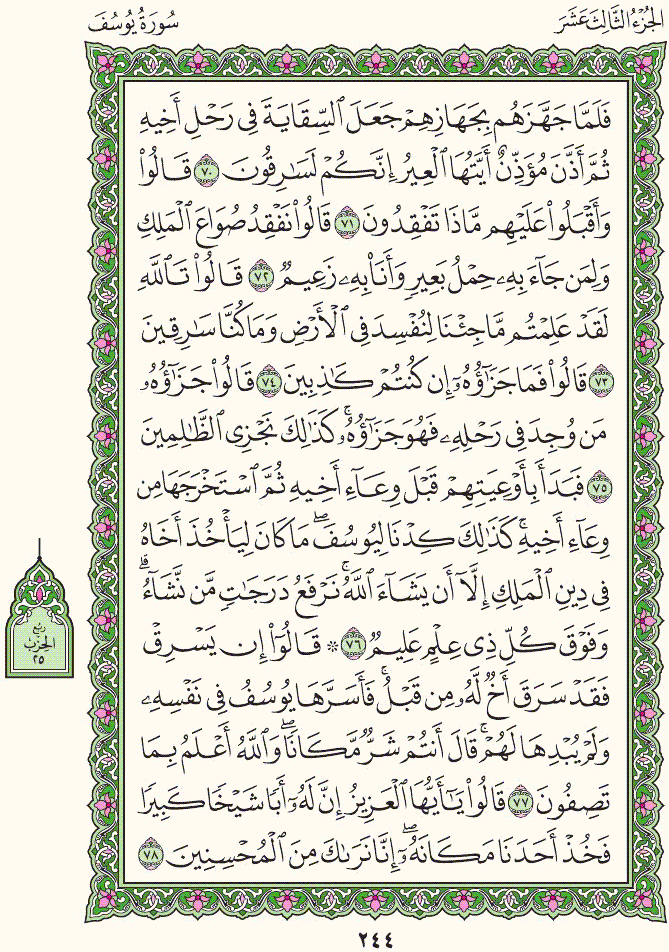 الجُزْءُ الثَّالِثَ عَشَرَ
سُورَةُ يُوسُفَ
فَلَمَّا جَهَّزَهُم بِجَهَازِهِمْ جَعَلَ ٱلسِّقَايَةَ فِى رَحْلِ أَخِيهِ
ثُمَّ أَذَّنَ مُؤَذِّنٌ أَيَّتُهَا ٱلْعِيرُ إِنَّكُمْ لَسَٰرِقُونَ ٧٠ قَالُوا۟
وَأَقْبَلُوا۟ عَلَيْهِم مَّاذَا تَفْقِدُونَ ٧١ قَالُوا۟ نَفْقِدُ صُوَاعَ ٱلْمَلِكِ
وَلِمَن جَآءَ بِهِۦ حِمْلُ بَعِيرٍ وَأَنَا۠ بِهِۦ زَعِيمٌ ٧٢ قَالُوا۟ تَٱللَّهِ
لَقَدْ عَلِمْتُم مَّا جِئْنَا لِنُفْسِدَ فِى ٱلْأَرْضِ وَمَا كُنَّا سَٰرِقِينَ
٧٣ قَالُوا۟ فَمَا جَزَٰٓؤُهُۥٓ إِن كُنتُمْ كَٰذِبِينَ ٧٤ قَالُوا۟ جَزَٰٓؤُهُۥ
مَن وُجِدَ فِى رَحْلِهِۦ فَهُوَ جَزَٰٓؤُهُۥ ۚ كَذَٰلِكَ نَجْزِى ٱلظَّٰلِمِينَ
٧٥ فَبَدَأَ بِأَوْعِيَتِهِمْ قَبْلَ وِعَآءِ أَخِيهِ ثُمَّ ٱسْتَخْرَجَهَا مِن
وِعَآءِ أَخِيهِ ۚ كَذَٰلِكَ كِدْنَا لِيُوسُفَ ۖ مَا كَانَ لِيَأْخُذَ أَخَاهُ
فِى دِينِ ٱلْمَلِكِ إِلَّآ أَن يَشَآءَ ٱللَّهُ ۚ نَرْفَعُ دَرَجَٰتٍ مَّن نَّشَآءُ ۗ
وَفَوْقَ كُلِّ ذِى عِلْمٍ عَلِيمٌ ٧٦ ۞ قَالُوٓا۟ إِن يَسْرِقْ
فَقَدْ سَرَقَ أَخٌ لَّهُۥ مِن قَبْلُ ۚ فَأَسَرَّهَا يُوسُفُ فِى نَفْسِهِۦ
وَلَمْ يُبْدِهَا لَهُمْ ۚ قَالَ أَنتُمْ شَرٌّ مَّكَانًا ۖ وَٱللَّهُ أَعْلَمُ بِمَا
تَصِفُونَ ٧٧ قَالُوا۟ يَٰٓأَيُّهَا ٱلْعَزِيزُ إِنَّ لَهُۥٓ أَبًا شَيْخًا كَبِيرًا
فَخُذْ أَحَدَنَا مَكَانَهُۥٓ ۖ إِنَّا نَرَىٰكَ مِنَ ٱلْمُحْسِنِينَ ٧٨
ربع
الحزب
٢٥
٢٤٤